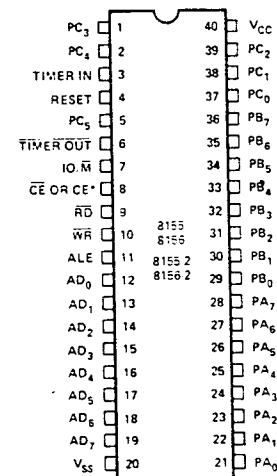 PC3 1 40 VCC
PC4 2 39 PC2
TIMER IN 3 38 PC1
RESET 4 37 PC0
PC5 5 36 PB7
TIMER OUT 6 35 PB6
IO/M 7 34 PB5
CE OR CE* 8 33 PB4
RD 9 32 PB3
WR 10 8155 31 PB2
8156
ALE 11 8155-2 30 PB1
8156-2
AD0 12 29 PB0
AD1 13 28 PA7
AD2 14 27 PA6
AD3 15 26 PA5
AD4 16 25 PA4
AD5 17 24 PA3
AD6 18 23 PA2
AD7 19 22 PA1
VSS 20 21 PA0